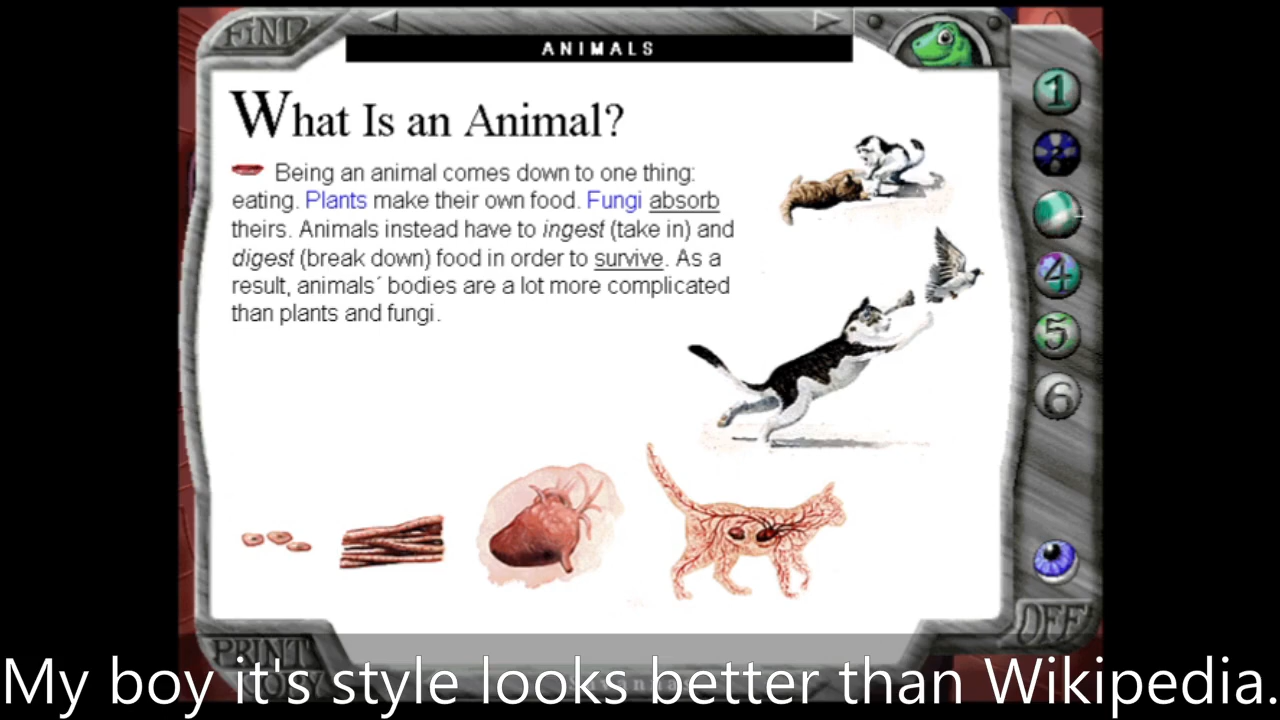 FIND
ANIMALS
What Is an Animal?
Being an animal comes down to one thing:
eating. Plants make their own food. Fungi absorb
theirs. Animals instead have to ingest (take in) and
digest (break down) food in order to survive. As a
result, animals´ bodies are a lot more complicated
than plants and fungi.
1
4
5
6
OFF
PRINT
COPY
My boy it's style looks better than Wikipedia.